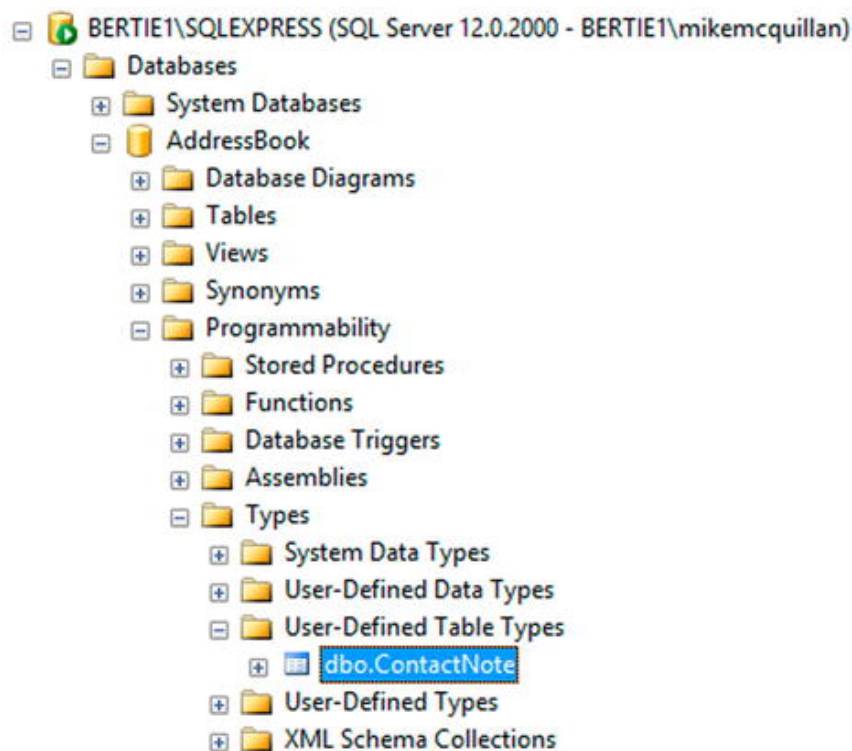 BERTIE1\SQLEXPRESS (SQL Server 12.0.2000 - BERTIE1\mikemcquillan)
Databases
System Databases
AddressBook
Database Diagrams
Tables
Views
Synonyms
Programmability
Stored Procedures
Functions
Database Triggers
Assemblies
Types
System Data Types
User-Defined Data Types
User-Defined Table Types
dbo.ContactNote
User-Defined Types
XML Schema Collections